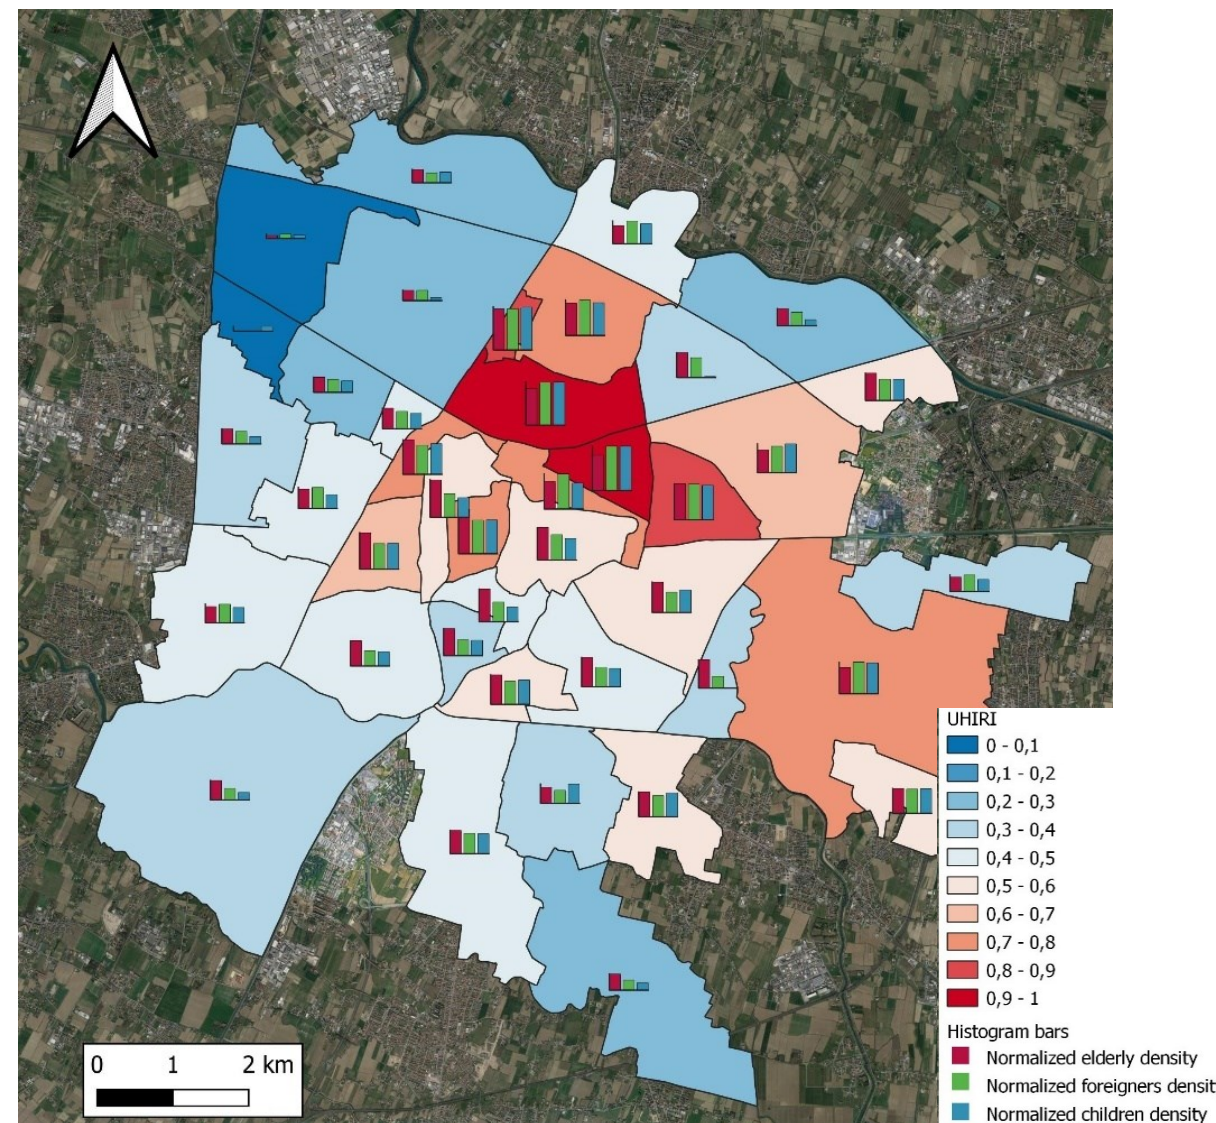 UHIRI
0 - 0,1
0,1 - 0,2
0,2 - 0,3
0,3 - 0,4
0,4 - 0,5
0,5 - 0,6
0,6 - 0,7
0,7 - 0,8
0,8 - 0,9
0,9 - 1
Histogram bars
Normalized elderly density
Normalized foreigners densit
Normalized children density
0 1 2 km